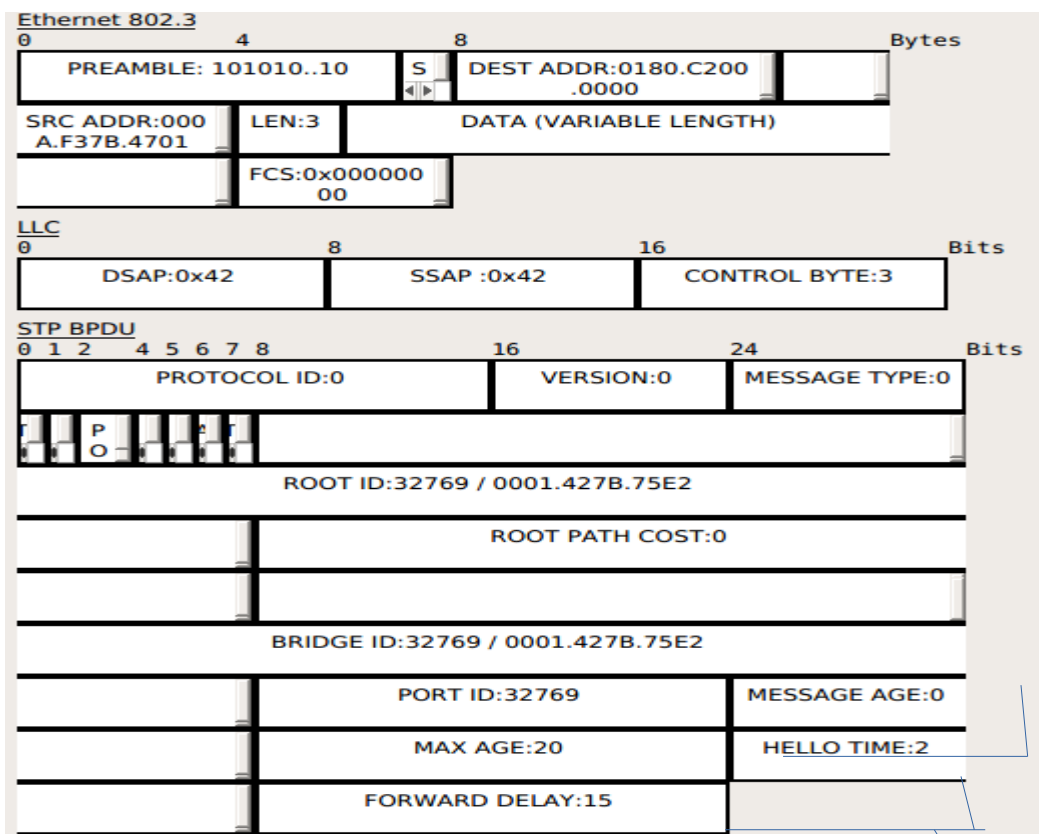 Ethernet 802.3
0 4 8 Bytes
PREAMBLE: 101010..10 S DEST ADDR:0180.C200
.0000
SRC ADDR:000 LEN:3 DATA (VARIABLE LENGTH)
A.F37B.4701
FCS:0x000000
00
LLC
0 8 16 Bits
DSAP:0x42 SSAP :0x42 CONTROL BYTE:3
STP BPDU
0 1 2 4 5 6 7 8 16 24 Bits
PROTOCOL ID:0 VERSION:0 MESSAGE TYPE:0
P
O
ROOT ID:32769 / 0001.427B.75E2
ROOT PATH COST:0
BRIDGE ID:32769 / 0001.427B.75E2
PORT ID:32769 MESSAGE AGE:0
MAX AGE:20 HELLO TIME:2
FORWARD DELAY:15